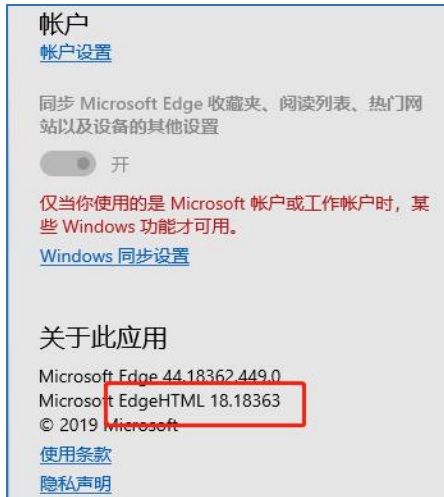 帐户
帐户设置
同步 Microsoft Edge 收藏夹、阅读列表、热门网
站以及设备的其他设置
开
仅当你使用的是 Microsoft 帐户或工作帐户时，某
些 Windows 功能才可用。
Windows 同步设置
关于此应用
Microsoft Edge 44.18362.449.0
Microsoft EdgeHTML 18.18363
© 2019 Microsoft
使用条款
隐私声明